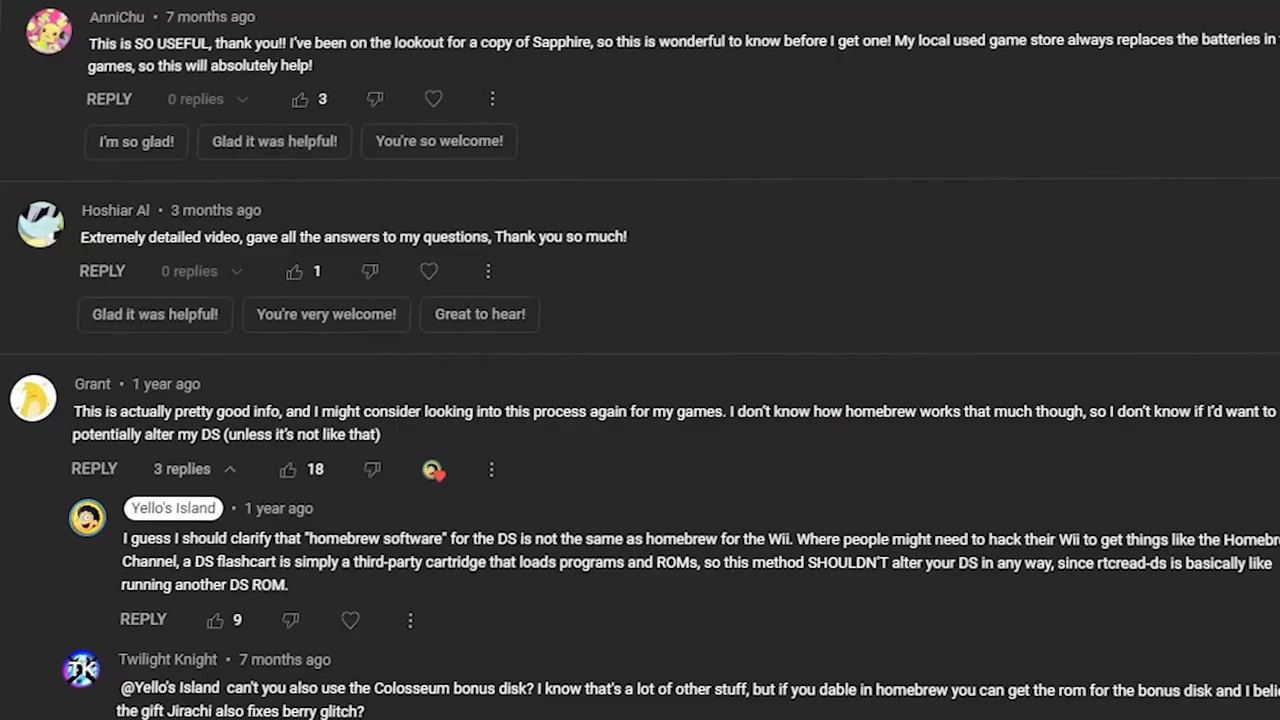 AnniChu • 7 months ago
This is SO USEFUL, thank you!! I've been on the lookout for a copy of Sapphire, so this is wonderful to know before I get one! My local used game store always replaces the batteries in
games, so this will absolutely help!
REPLY 0 replies 3
I'm so glad! Glad it was helpful! You're so welcome!
Hoshiar Al • 3 months ago
Extremely detailed video, gave all the answers to my questions, Thank you so much!
REPLY 0 replies 1
Glad it was helpful! You're very welcome! Great to hear!
Grant • 1 year ago
This is actually pretty good info, and I might consider looking into this process again for my games. I don't know how homebrew works that much though, so I don't know if I'd want to
potentially alter my DS (unless it's not like that)
REPLY 3 replies 18
Yello's Island • 1 year ago
I guess I should clarify that "homebrew software" for the DS is not the same as homebrew for the Wii. Where people might need to hack their Wii to get things like the Homebre
Channel, a DS flashcart is simply a third-party cartridge that loads programs and ROMs, so this method SHOULDN'T alter your DS in any way, since rtcread-ds is basically like
running another DS ROM.
REPLY 9
TK
Twilight Knight • 7 months ago
@Yello's Island can't you also use the Colosseum bonus disk? I know that's a lot of other stuff, but if you dable in homebrew you can get the rom for the bonus disk and I beli
the gift Jirachi also fixes berry glitch?